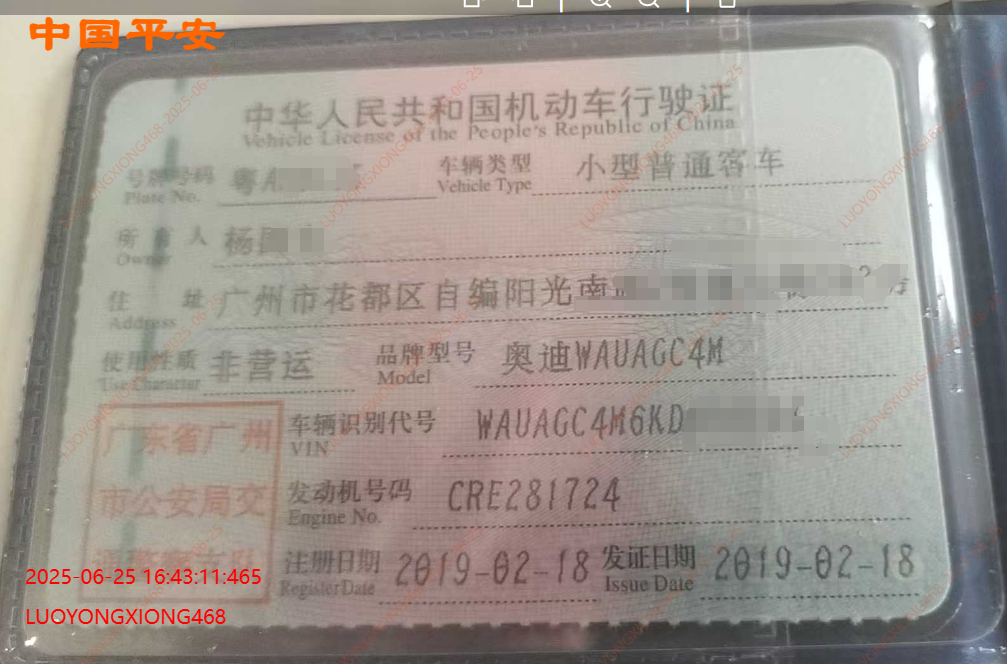 中国平安
中华人民共和国机动车行驶证
Vehicle License of the People's Republic of China
号牌号码 粤A 车辆类型 小型普通客车
Plate No. Vehicle Type
所有人 杨
Owner
住址 广州市花都区自编阳光南
Address
使用性质 非营运 品牌型号 奥迪WAUAGC4M
Use Character Model
广东省广州
车辆识别代号 WAUAGC4M6KD
VIN
市公安局交
发动机号码 CRE281724
Engine No.
注册日期 2019-02-18 发证日期 2019-02-18
Register Date Issue Date
2025-06-25 16:43:11:465
LUOYONGXIONG468